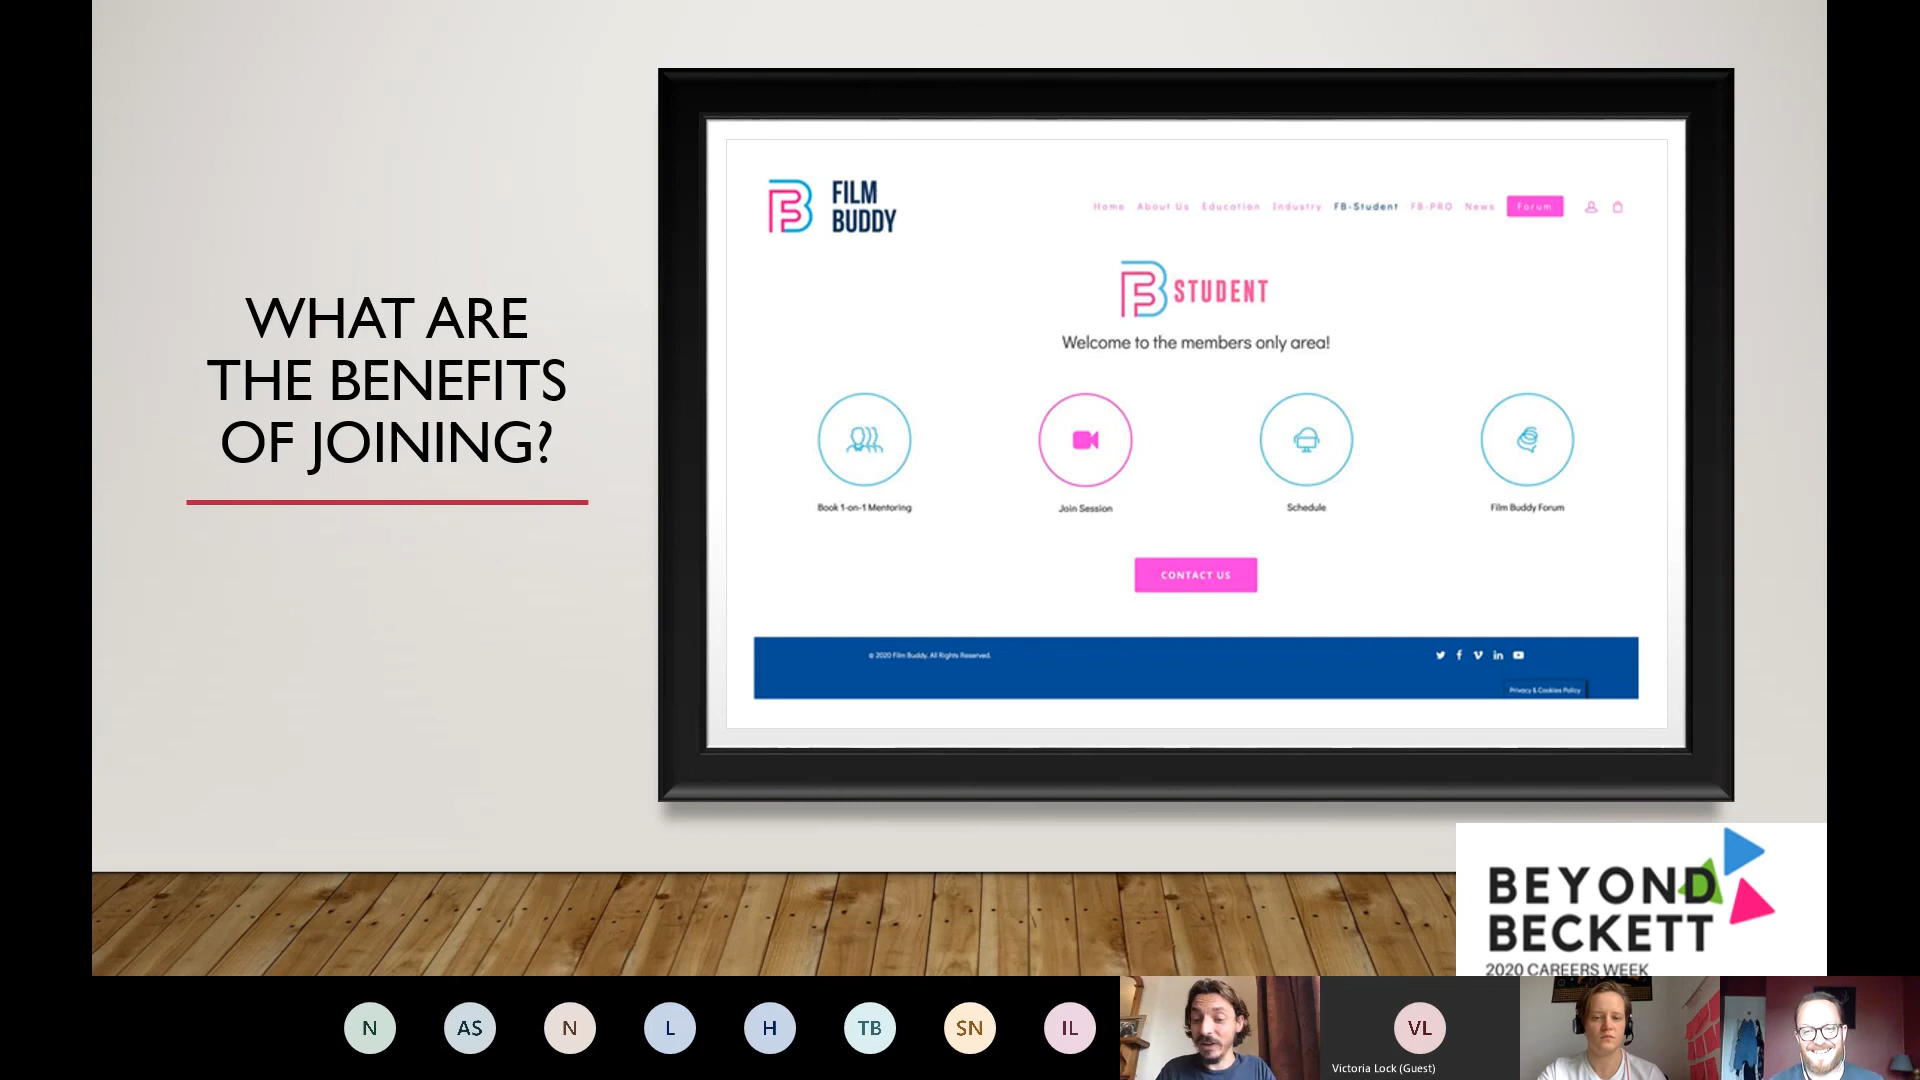 WHAT ARE
THE BENEFITS
OF JOINING?
FILM
BUDDY
Home About Us Education Industry FB-Student FB-PRO News Forum
STUDENT
Welcome to the members only area!
Book 1-on-1 Mentoring
Join Session
Schedule
Film Buddy Forum
CONTACT US
© 2020 Film Buddy. All Rights Reserved.
Privacy & Cookies Policy
BEYOND
BECKETT
2020 CAREERS WEEK
N AS N L H TB SN IL VL
Victoria Lock (Guest)